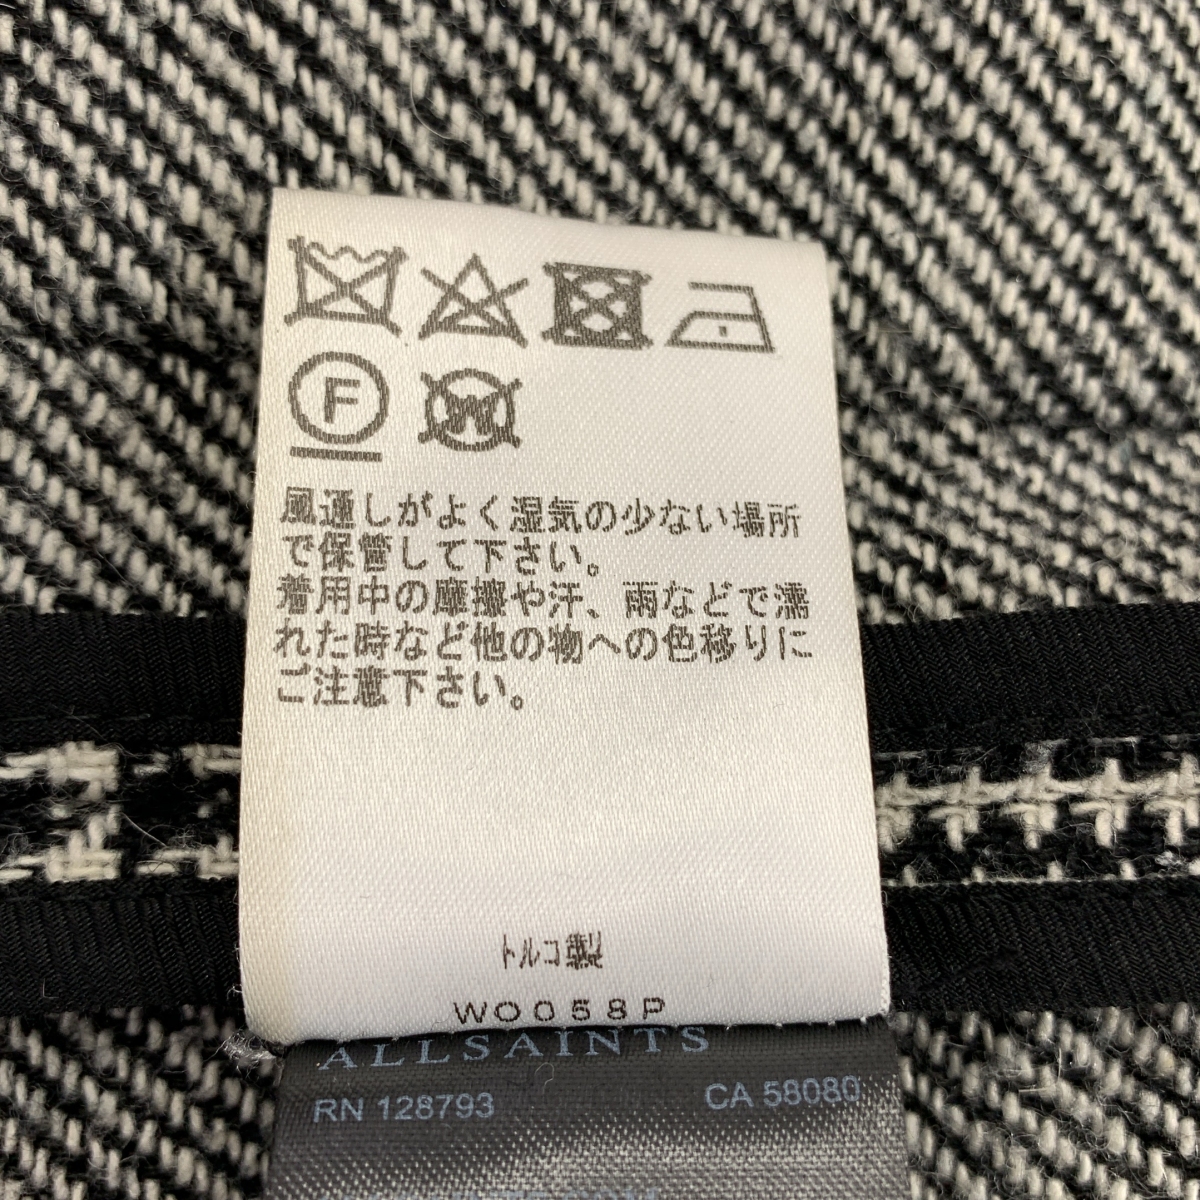 F
W
風通しがよく湿気の少ない場所
で保管して下さい。
着用中の摩擦や汗、雨などで濡
れた時など他の物への色移りに
ご注意下さい。
トルコ製
WO058P
ALLSAINTS
RN 128793
CA 58080